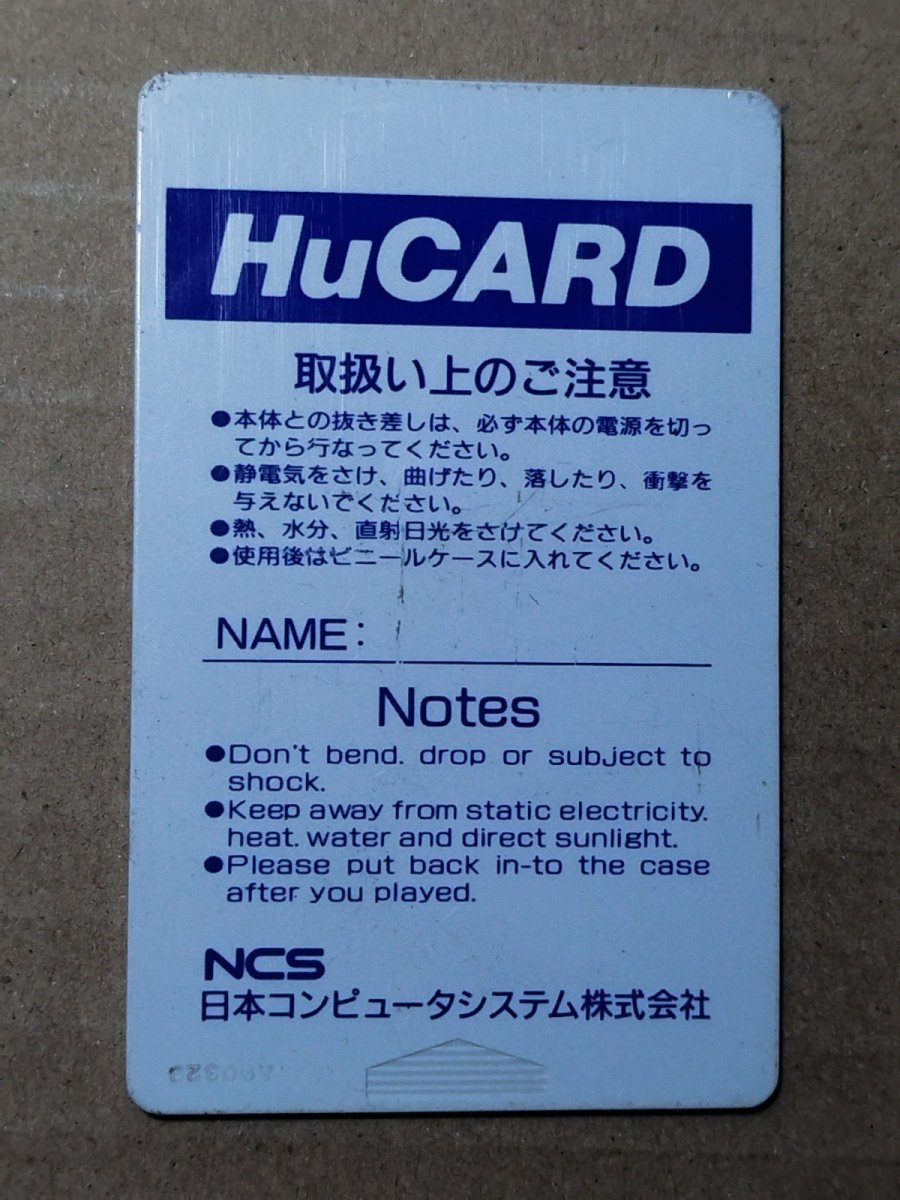 HuCARD
取扱い上のご注意
●本体との抜き差しは、必ず本体の電源を切っ
てから行なってください。
●静電気をさけ、曲げたり、落したり、衝撃を
与えないでください。
●熱、水分、直射日光をさけてください。
●使用後はビニールケースに入れてください。
NAME:
Notes
●Don't bend. drop or subject to
shock.
●Keep away from static electricity.
heat. water and direct sunlight.
●Please put back in-to the case
after you played.
NCS
日本コンピュータシステム株式会社